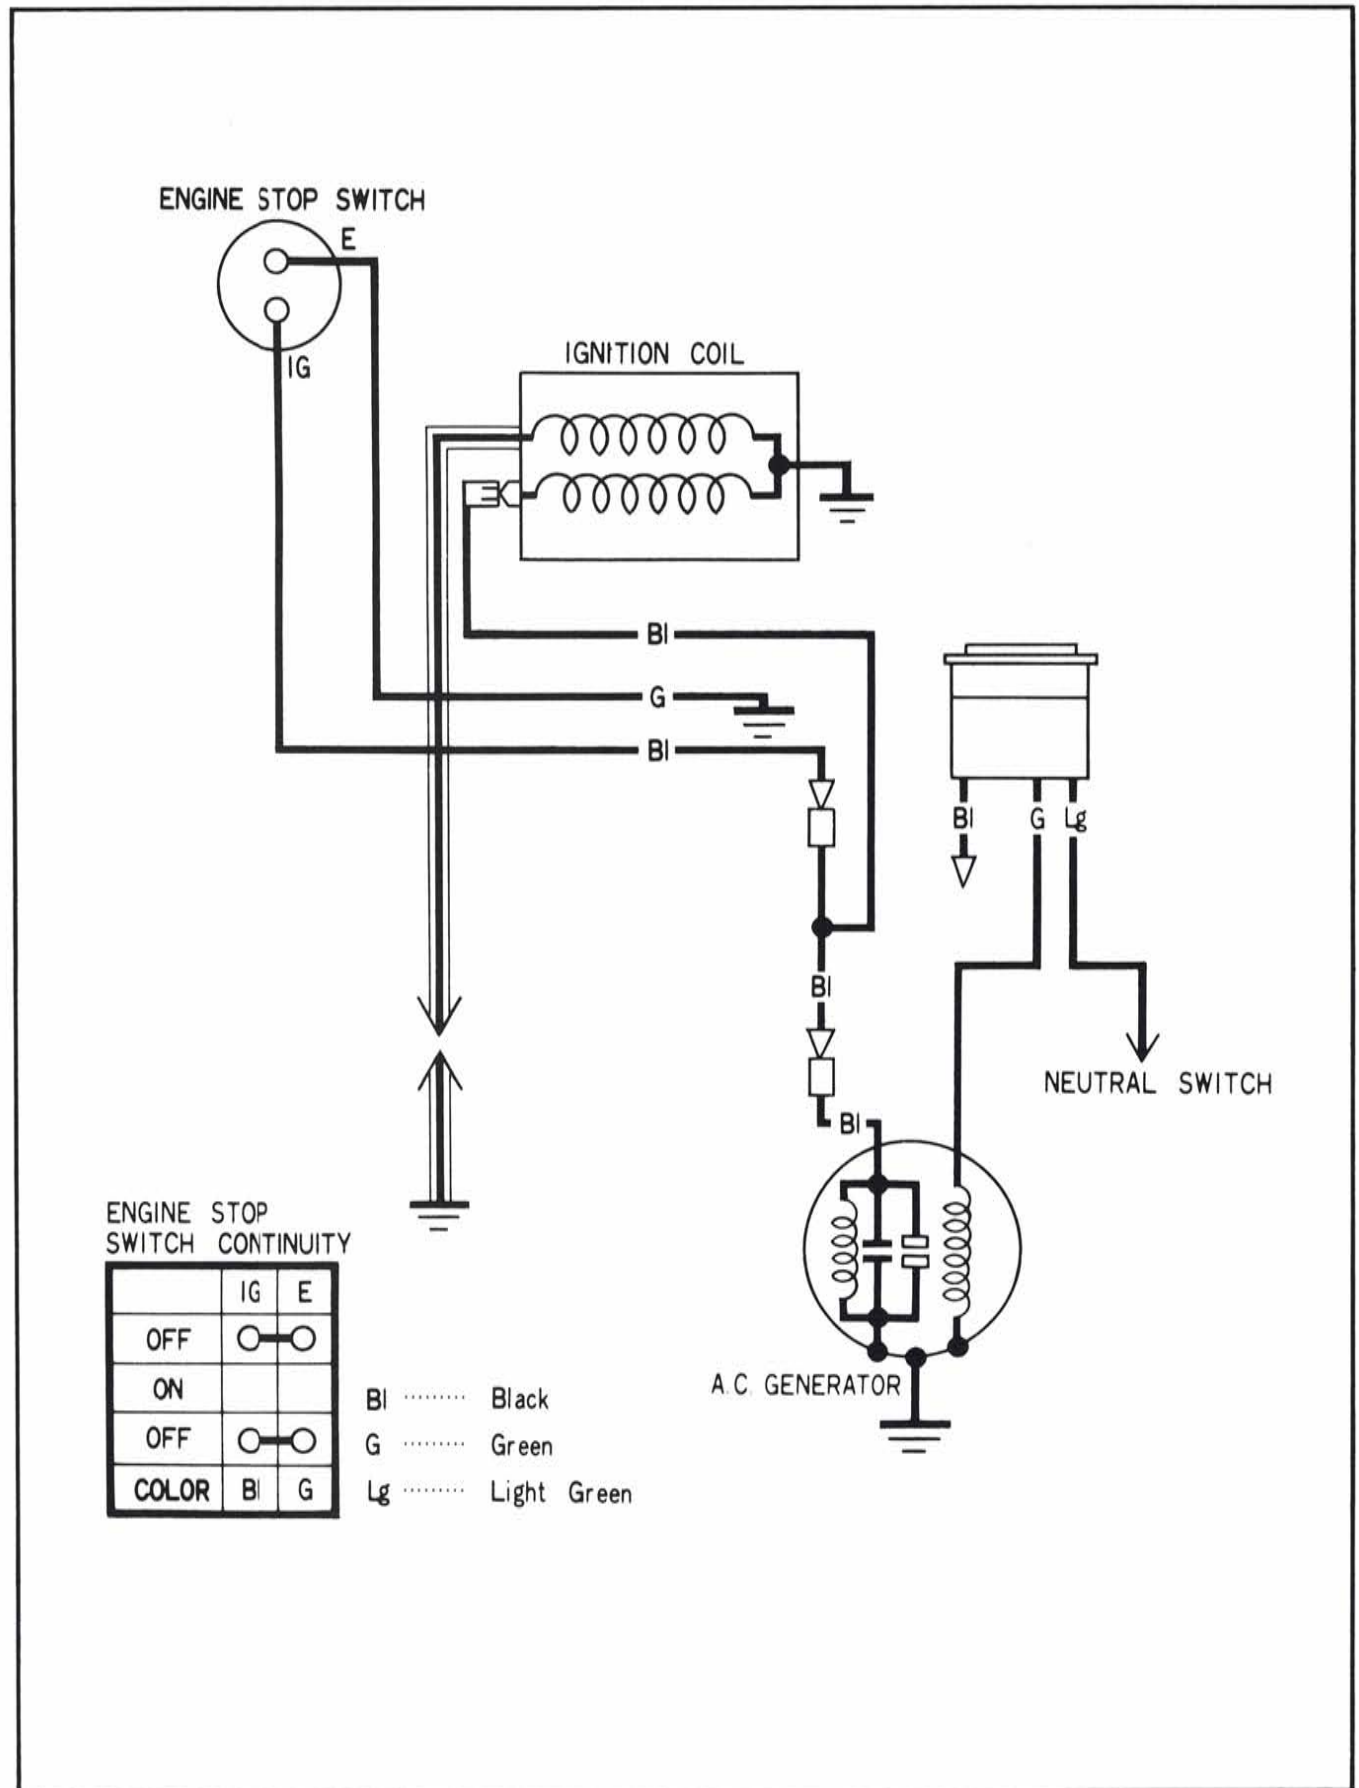 ENGINE STOP SWITCH
E
IG
IGNITION COIL
Bl
G
Bl
Bl G Lg
Bl
NEUTRAL SWITCH
Bl
A.C. GENERATOR
ENGINE STOP
SWITCH CONTINUITY
IG E
OFF
ON
OFF
COLOR Bl G
Bl ......... Black
G ......... Green
Lg ......... Light Green